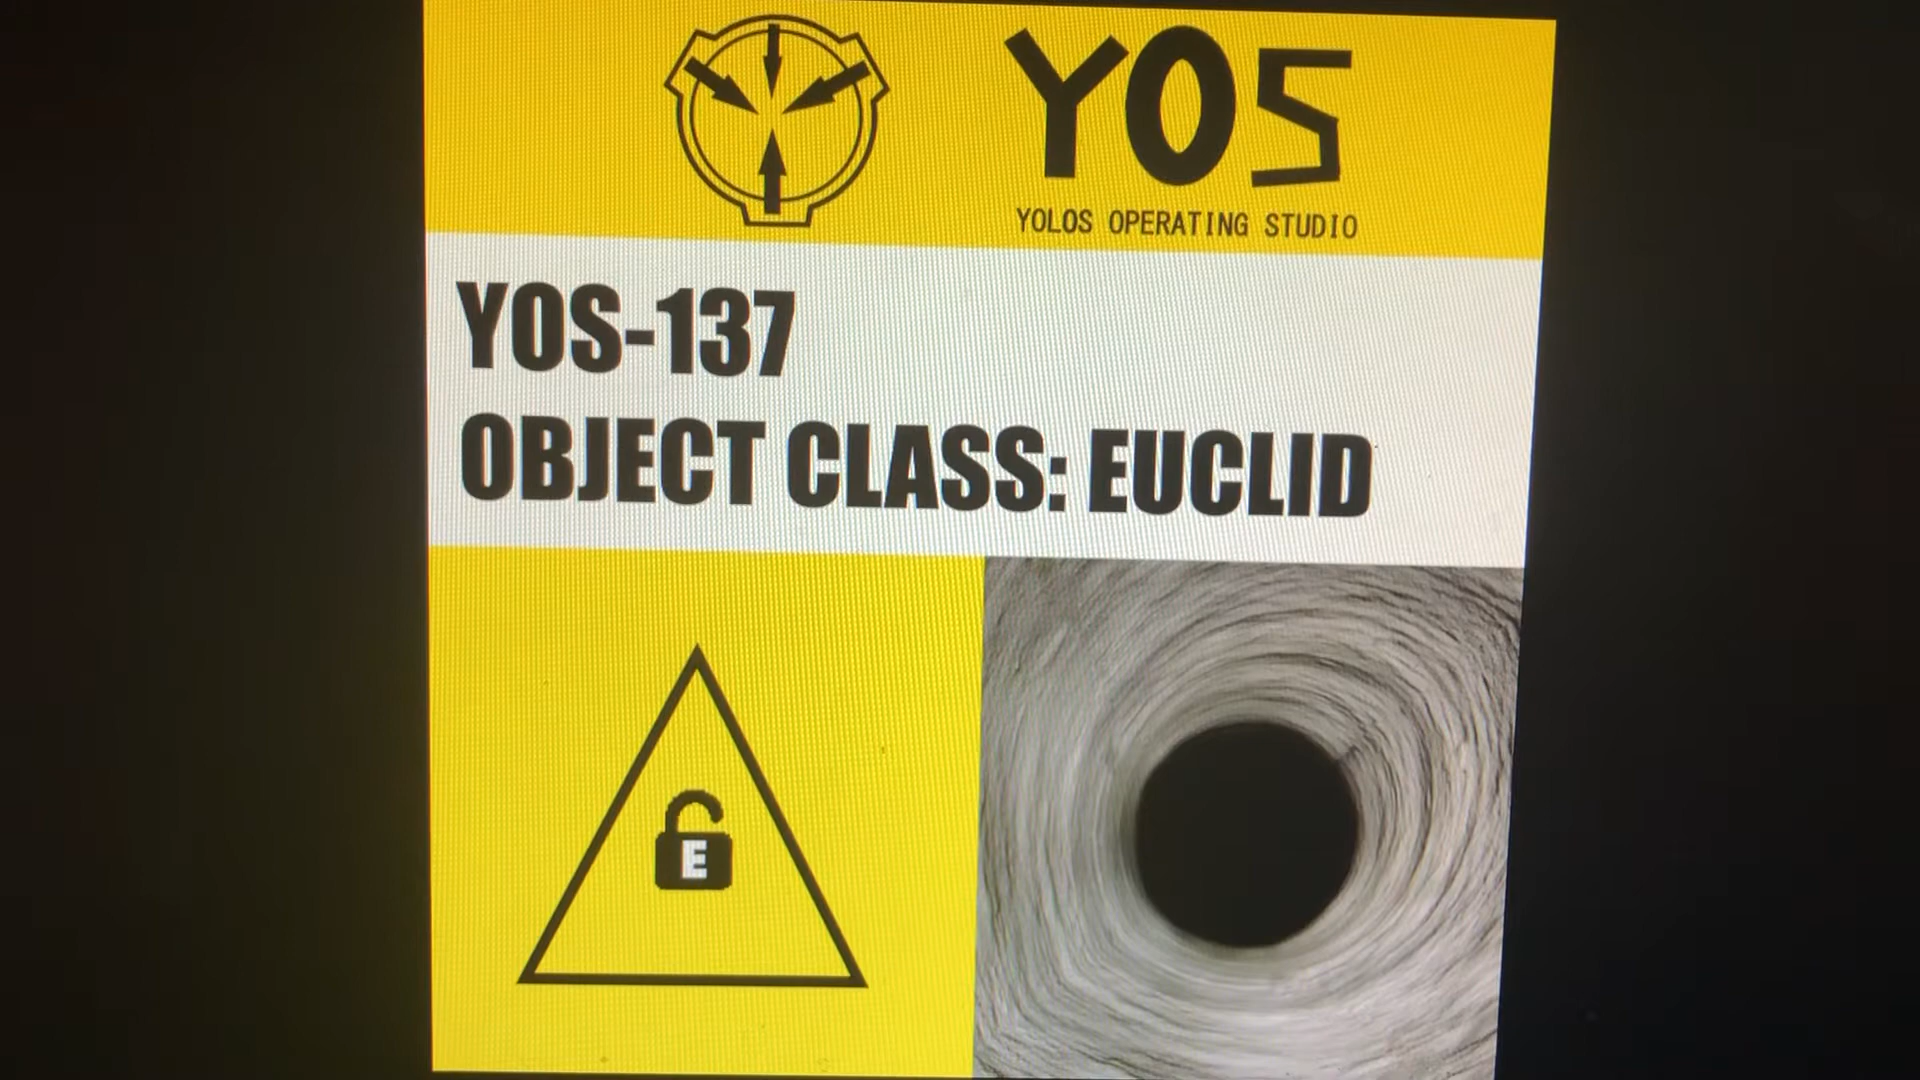 YOS
YOLOS OPERATING STUDIO
YOS-137
OBJECT CLASS: EUCLID
E